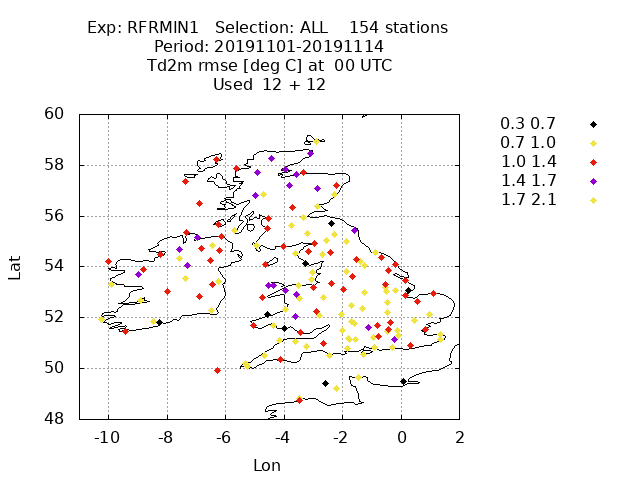 Exp: RFRMIN1 Selection: ALL 154 stations
Period: 20191101-20191114
Td2m rmse [deg C] at 00 UTC
Used 12 + 12
0.3 0.7
0.7 1.0
1.0 1.4
1.4 1.7
1.7 2.1
60
58
56
54
52
50
48
Lat
-10 -8 -6 -4 -2 0 2
Lon